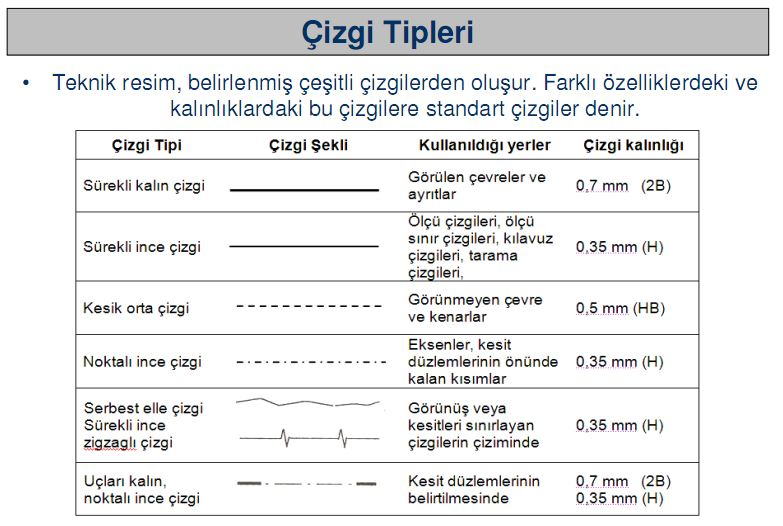 Çizgi Tipleri
• Teknik resim, belirlenmiş çeşitli çizgilerden oluşur. Farklı özelliklerdeki ve
kalınlıklardaki bu çizgilere standart çizgiler denir.
Çizgi Tipi Çizgi Şekli Kullanıldığı yerler Çizgi kalınlığı
Sürekli kalın çizgi
Görülen çevreler ve
ayrıtlar
0,7 mm (2B)
Sürekli ince çizgi
Ölçü çizgileri, ölçü
sınır çizgileri, kılavuz
çizgileri, tarama
çizgileri,
0,35 mm (H)
Kesik orta çizgi
Görünmeyen çevre
ve kenarlar
0,5 mm (HB)
Noktalı ince çizgi
Eksenler, kesit
düzlemlerinin önünde
kalan kısımlar
0,35 mm (H)
Serbest elle çizgi
Sürekli ince
zigzaglı çizgi
Görünüş veya
kesitleri sınırlayan
çizgilerin çiziminde
0,35 mm (H)
Uçları kalın,
noktalı ince çizgi
Kesit düzlemlerinin
belirtilmesinde
0,7 mm (2B)
0,35 mm (H)